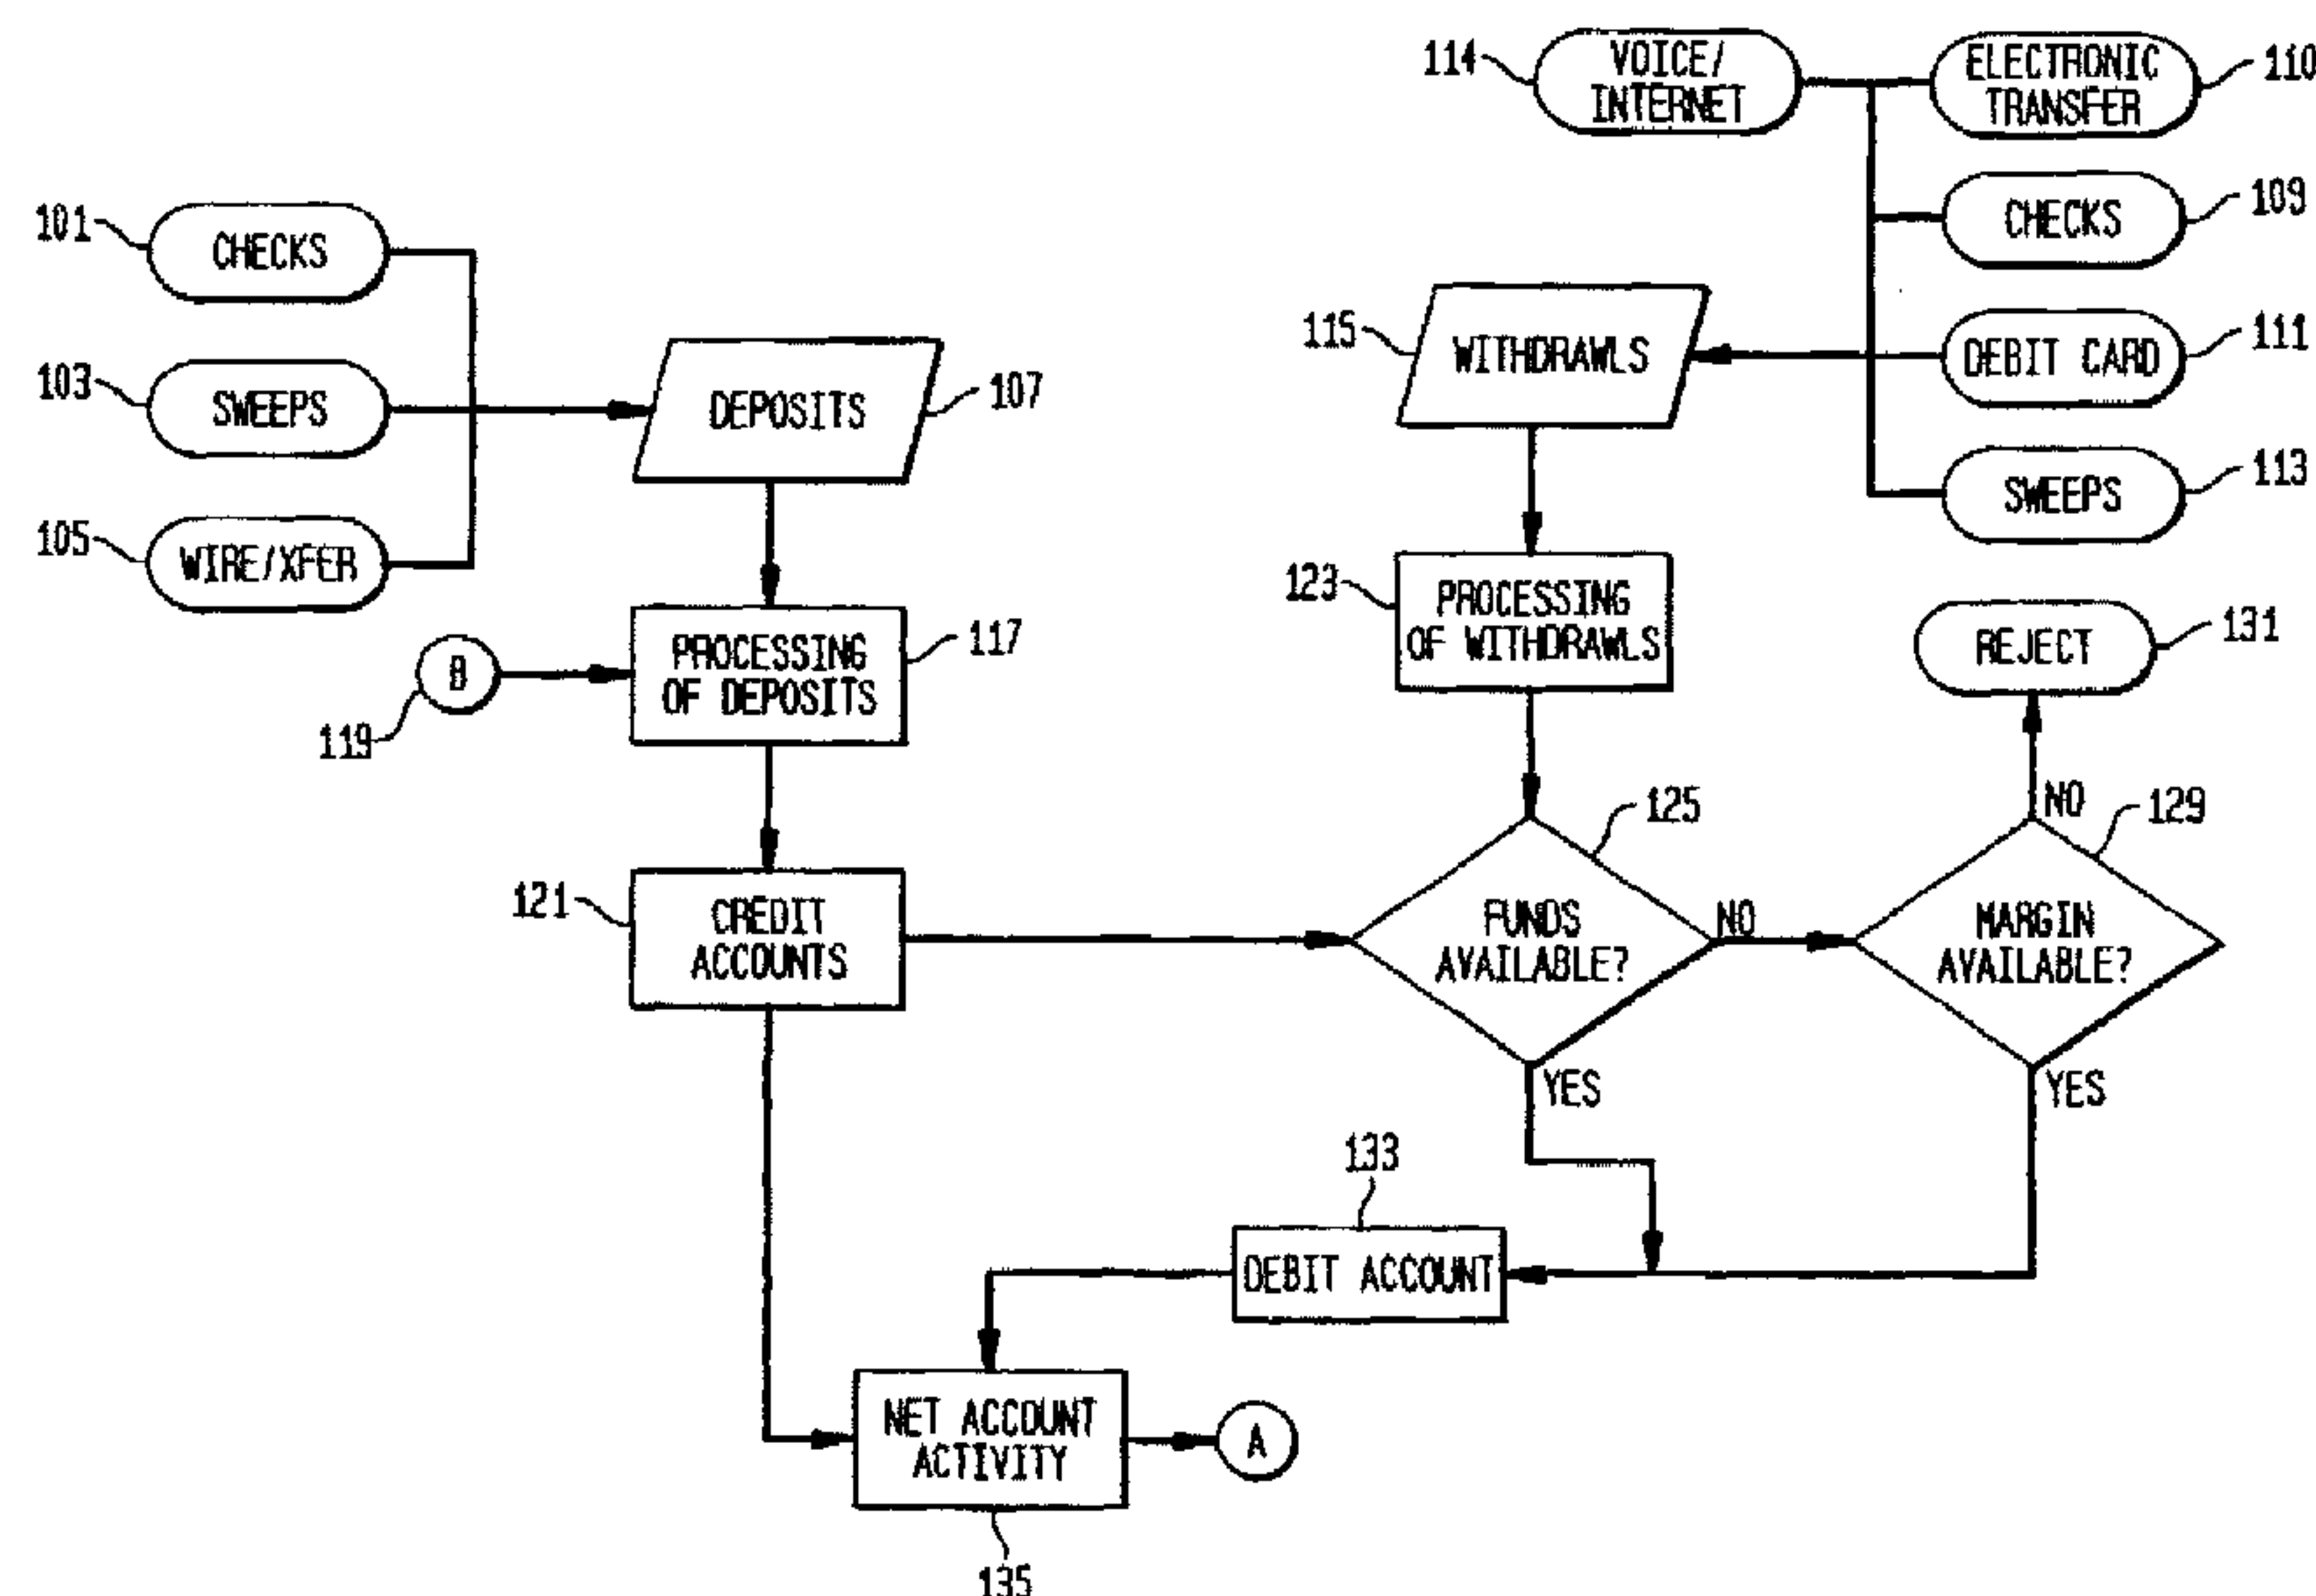 114
VOICE/
INTERNET
ELECTRONIC
TRANSFER
110
101
CHECKS
CHECKS
109
103
SWEEPS
DEPOSITS
107
115
WITHDRAWLS
DEBIT CARD
111
SWEEPS
113
105
WIRE/XFER
123
PROCESSING
OF WITHDRAWLS
B
119
PROCESSING
OF DEPOSITS
117
REJECT
131
121
CREDIT
ACCOUNTS
FUNDS
AVAILABLE?
125
NO
MARGIN
AVAILABLE?
129
NO
YES
YES
133
DEBIT ACCOUNT
NET ACCOUNT
ACTIVITY
A
135